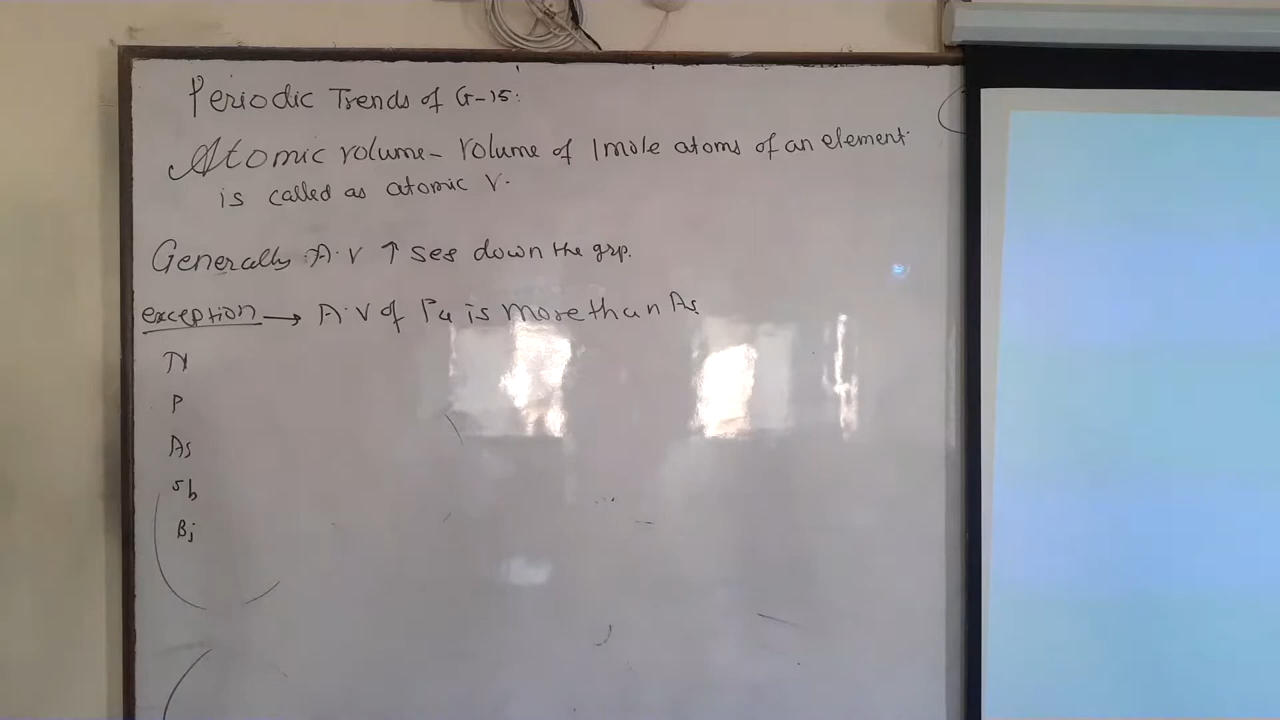 Periodic Trends of G-15:
Atomic volume- Volume of 1mole atoms of an element
is called as atomic V.
Generally A.V ↑ses down the grp.
exception → A.V of P4 is more than As
N
P
As
Sb
Bi